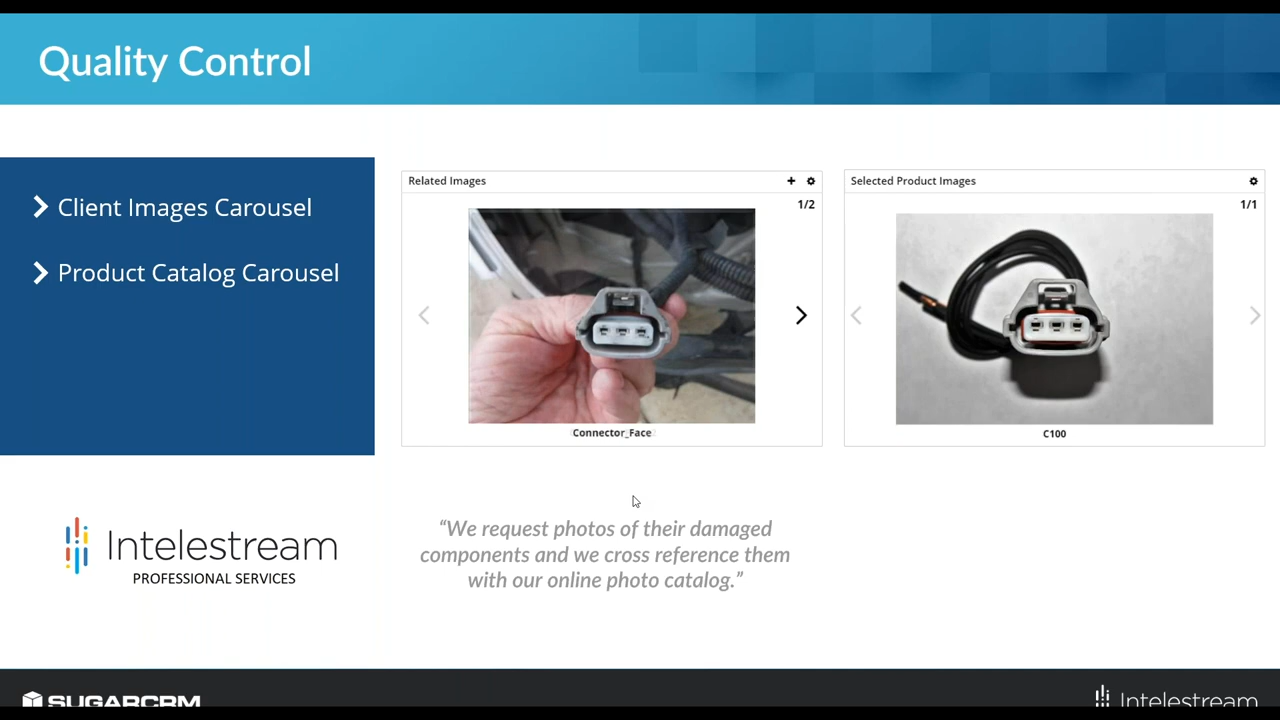 Quality Control
Client Images Carousel
Product Catalog Carousel
Related Images
1/2
Connector_Face
Selected Product Images
1/1
C100
Intelestream
PROFESSIONAL SERVICES
“We request photos of their damaged
components and we cross reference them
with our online photo catalog.”
SUGARCRM
Intelestream